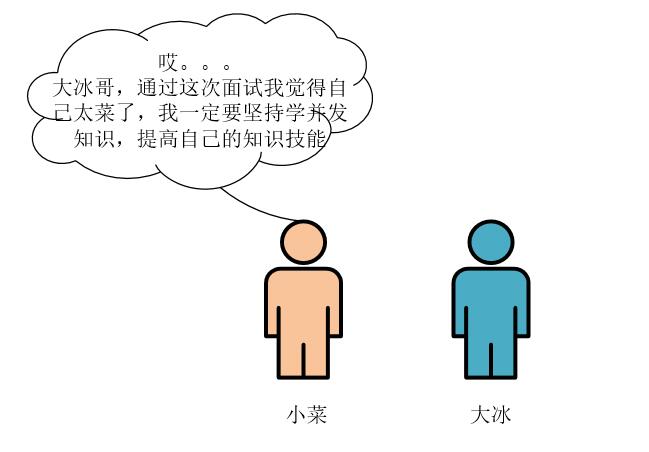 哎。。。
大冰哥，通过这次面试我觉得自
己太菜了，我一定要坚持学并发
知识，提高自己的知识技能
小菜
大冰